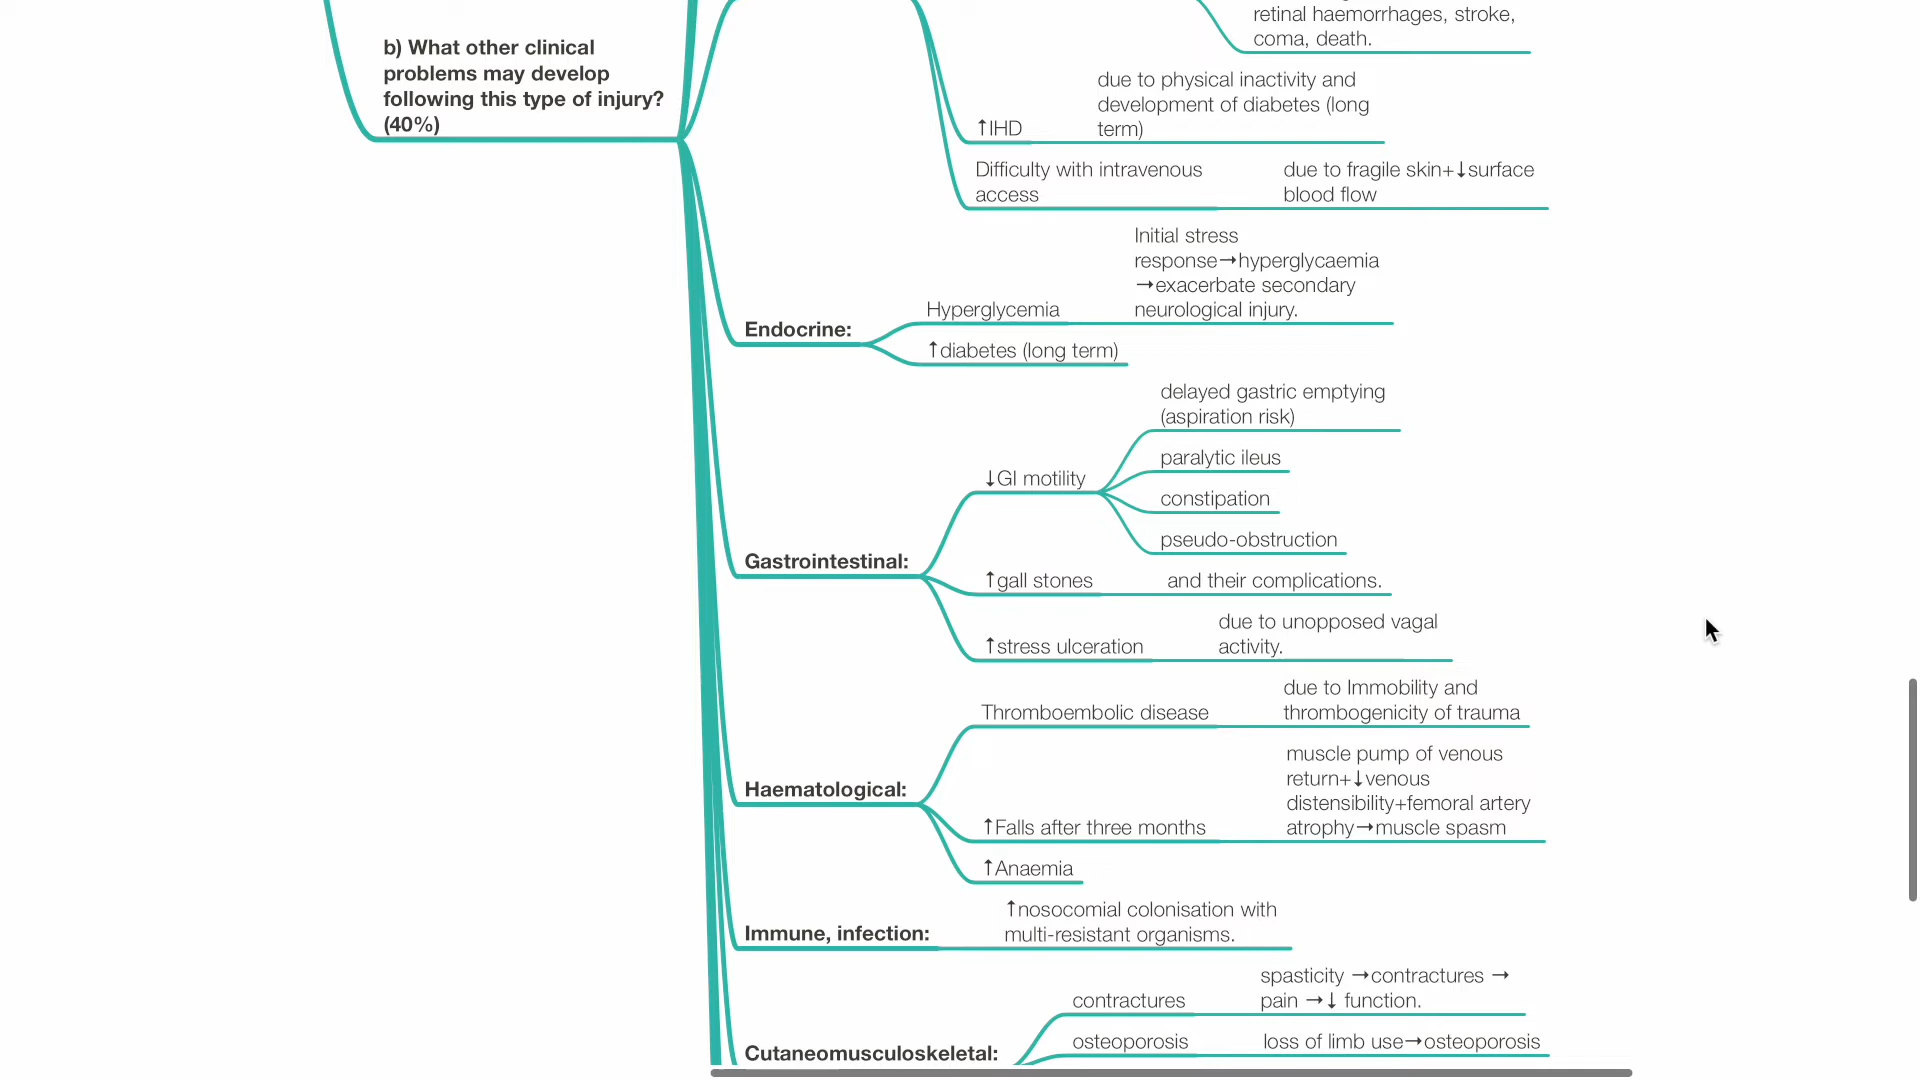 retinal haemorrhages, stroke,
coma, death.
b) What other clinical
problems may develop
following this type of injury?
(40%)
↑IHD
due to physical inactivity and
development of diabetes (long
term)
Difficulty with intravenous
access
due to fragile skin+↓surface
blood flow
Endocrine:
Hyperglycemia
Initial stress
response→hyperglycaemia
→exacerbate secondary
neurological injury.
↑diabetes (long term)
Gastrointestinal:
↓GI motility
delayed gastric emptying
(aspiration risk)
paralytic ileus
constipation
pseudo-obstruction
↑gall stones
and their complications.
↑stress ulceration
due to unopposed vagal
activity.
Haematological:
Thromboembolic disease
due to Immobility and
thrombogenicity of trauma
↑Falls after three months
muscle pump of venous
return+↓venous
distensibility+femoral artery
atrophy→muscle spasm
↑Anaemia
Immune, infection:
↑nosocomial colonisation with
multi-resistant organisms.
Cutaneomusculoskeletal:
contractures
spasticity →contractures →
pain →↓ function.
osteoporosis
loss of limb use→osteoporosis